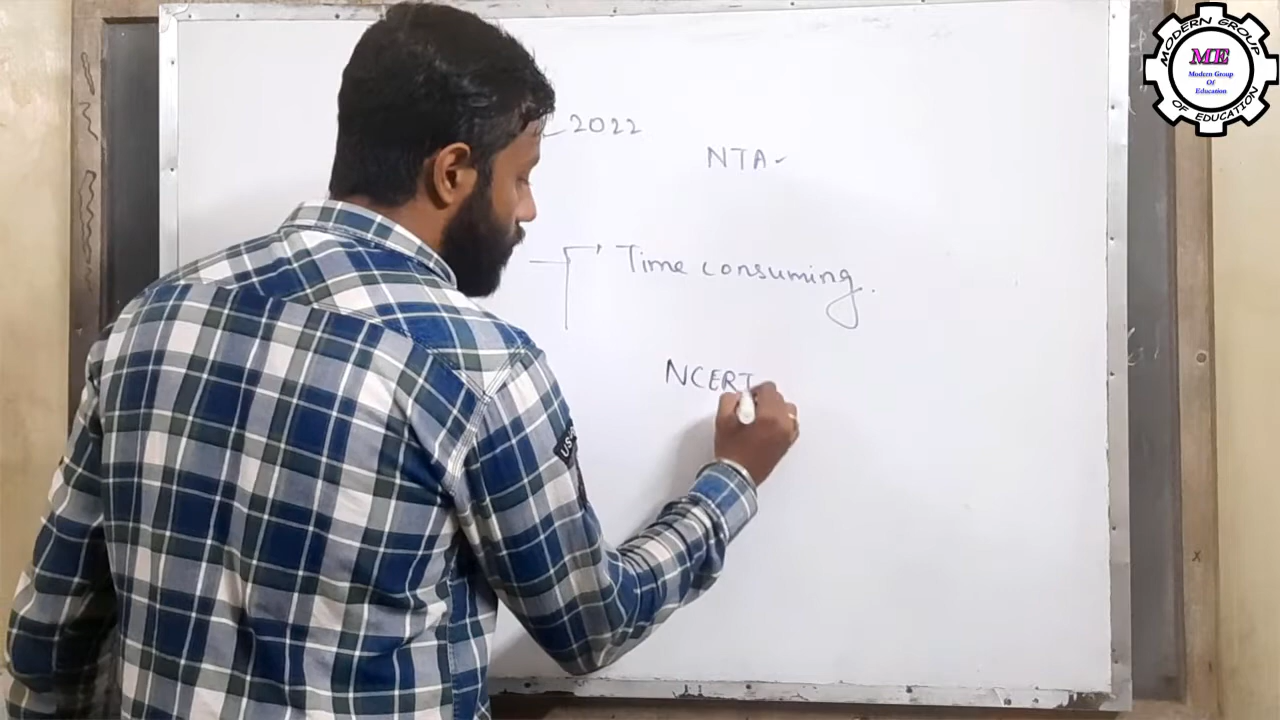 2022
NTA
Time consuming.
NCERT
MODERN GROUP
OF EDUCATION
ME
Modern Group
Of
Education